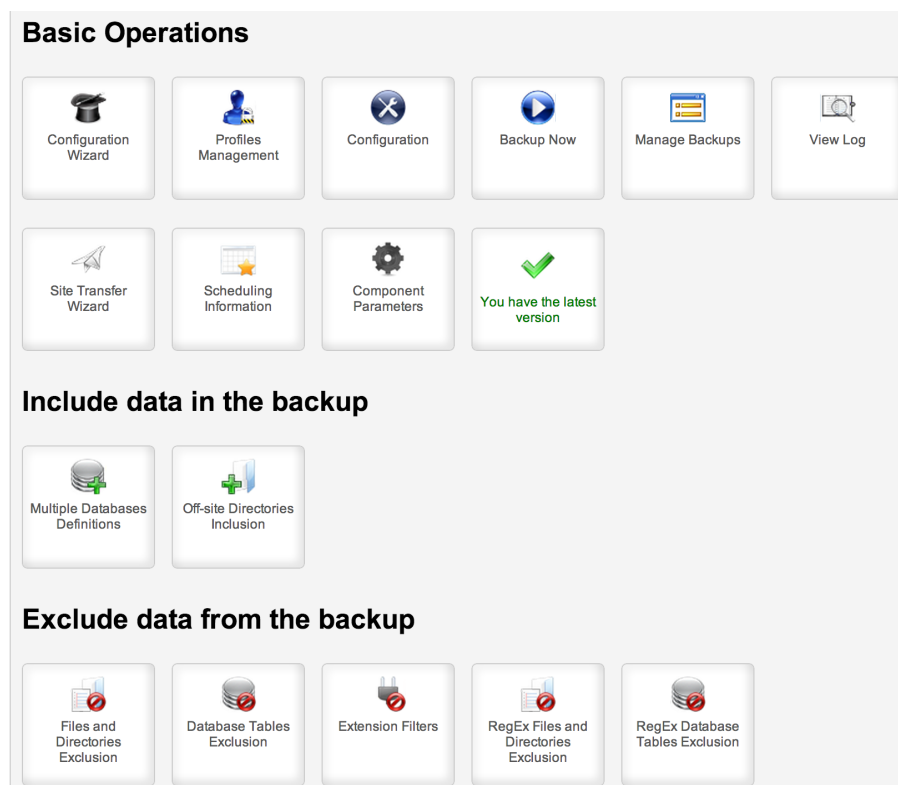 Basic Operations
Configuration
Wizard
Profiles
Management
Configuration
Backup Now
Manage Backups
View Log
Site Transfer
Wizard
Scheduling
Information
Component
Parameters
You have the latest
version
Include data in the backup
Multiple Databases
Definitions
Off-site Directories
Inclusion
Exclude data from the backup
Files and
Directories
Exclusion
Database Tables
Exclusion
Extension Filters
RegEx Files and
Directories
Exclusion
RegEx Database
Tables Exclusion